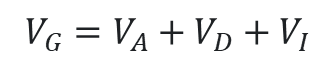 V_G = V_A + V_D + V_I